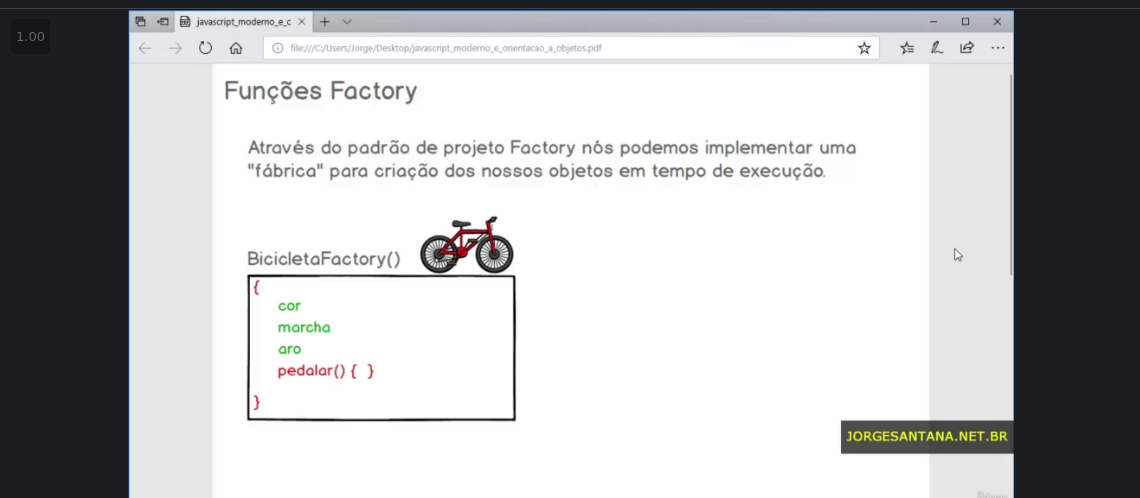 1.00
javascript_moderno_e_c
file:///C:/Users/Jorge/Desktop/javascript_moderno_e_orientacao_a_objetos.pdf
Funções Factory
Através do padrão de projeto Factory nós podemos implementar uma
"fábrica" para criação dos nossos objetos em tempo de execução.
BicicletaFactory()
{
cor
marcha
aro
pedalar() { }
}
JORGESANTANA.NET.BR